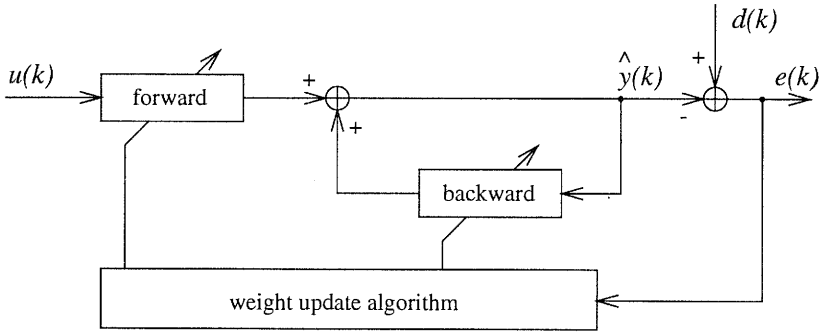 d(k)
+
u(k)
forward
+
+
ŷ(k)
-
e(k)
backward
weight update algorithm